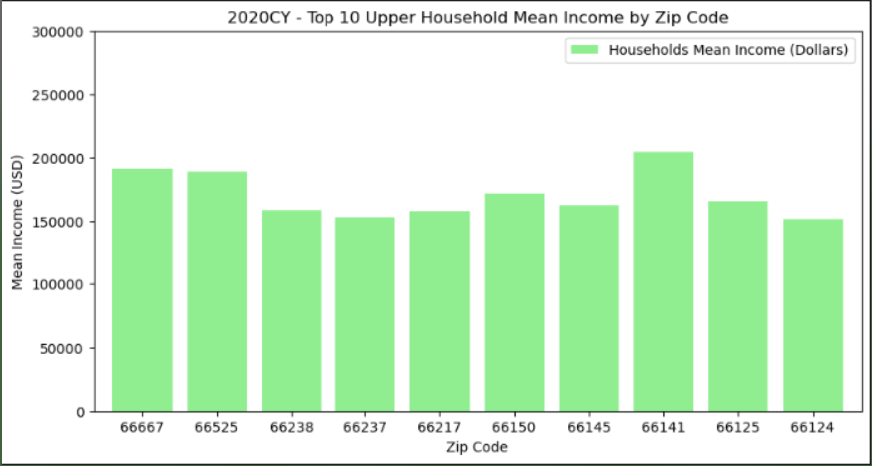 2020CY - Top 10 Upper Household Mean Income by Zip Code
300000
Households Mean Income (Dollars)
250000
200000
150000
100000
50000
0
Mean Income (USD)
66667 66525 66238 66237 66217 66150 66145 66141 66125 66124
Zip Code